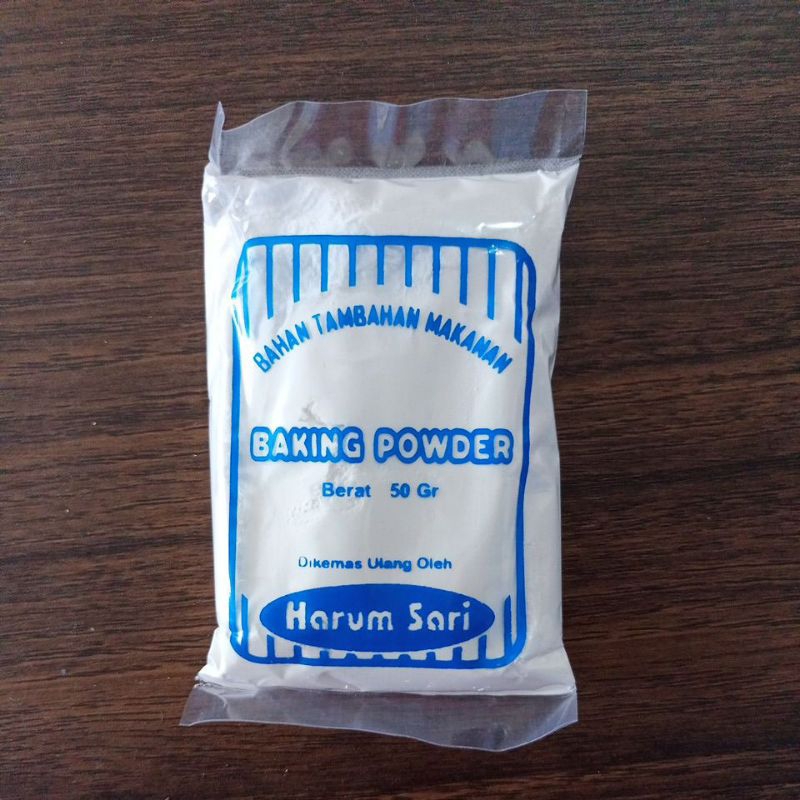 BAHAN TAMBAHAN MAKANAN
BAKING POWDER
Berat 50 Gr
Dikemas Ulang Oleh
Harum Sari